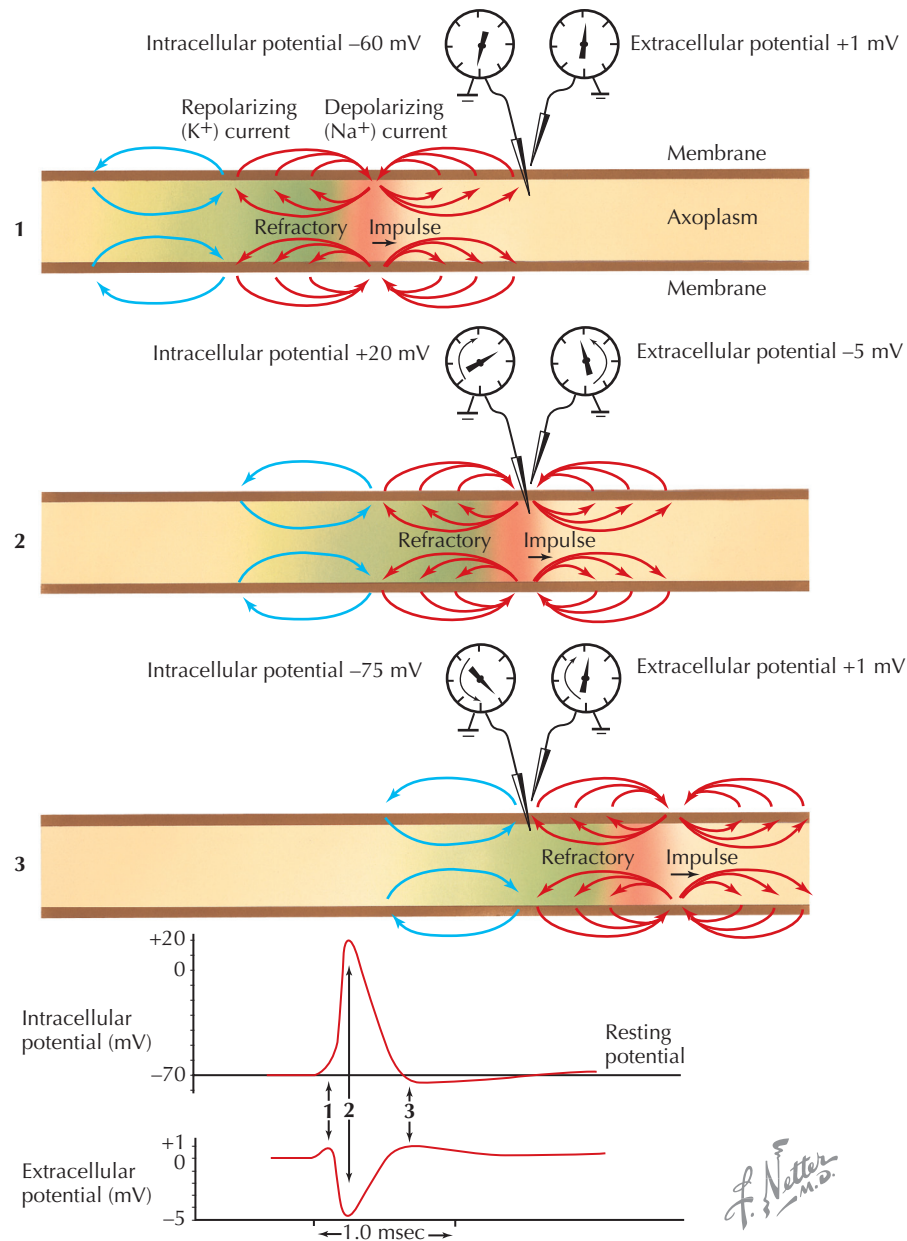 Intracellular potential –60 mV
Extracellular potential +1 mV
Repolarizing
(K+) current
Depolarizing
(Na+) current
Membrane
1
Refractory
Impulse
Axoplasm
Membrane
Intracellular potential +20 mV
Extracellular potential –5 mV
2
Refractory
Impulse
Intracellular potential –75 mV
Extracellular potential +1 mV
3
Refractory
Impulse
+20
0
Intracellular
potential (mV)
–70
Resting
potential
1
2
3
+1
0
Extracellular
potential (mV)
–5
1.0 msec
F. Netter
M.D.